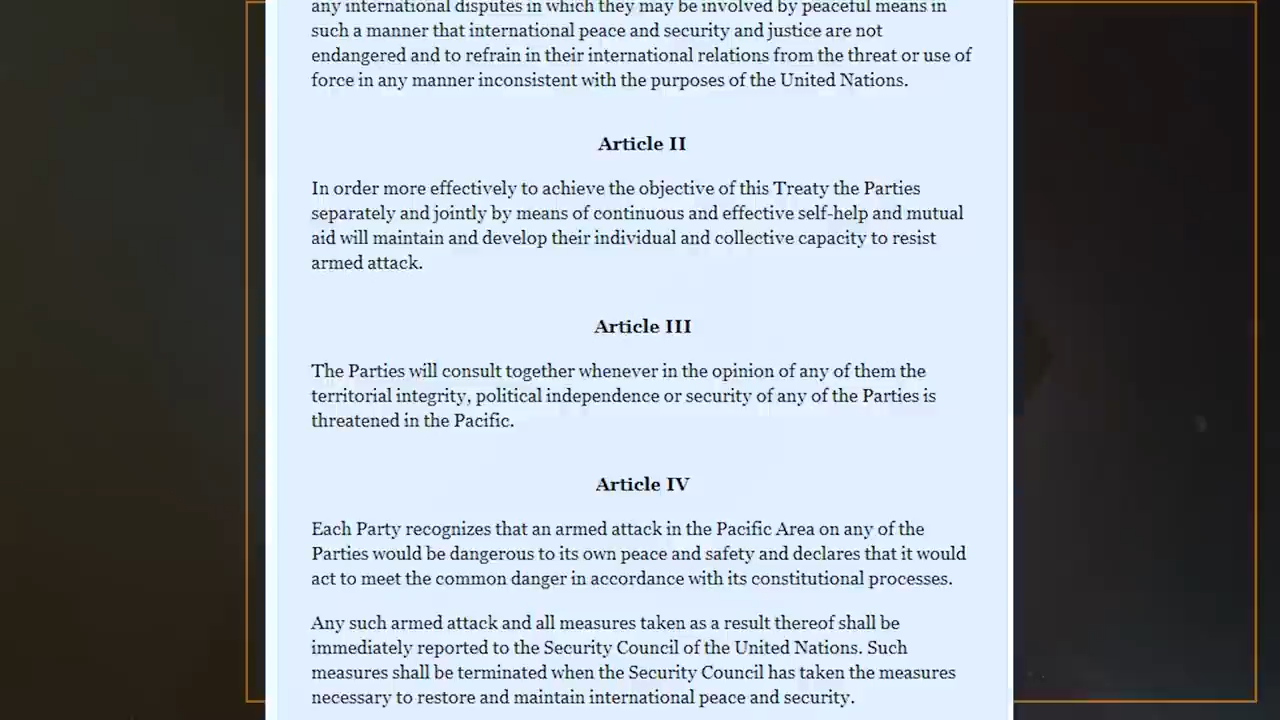 any international disputes in which they may be involved by peaceful means in
such a manner that international peace and security and justice are not
endangered and to refrain in their international relations from the threat or use of
force in any manner inconsistent with the purposes of the United Nations.
Article II
In order more effectively to achieve the objective of this Treaty the Parties
separately and jointly by means of continuous and effective self-help and mutual
aid will maintain and develop their individual and collective capacity to resist
armed attack.
Article III
The Parties will consult together whenever in the opinion of any of them the
territorial integrity, political independence or security of any of the Parties is
threatened in the Pacific.
Article IV
Each Party recognizes that an armed attack in the Pacific Area on any of the
Parties would be dangerous to its own peace and safety and declares that it would
act to meet the common danger in accordance with its constitutional processes.
Any such armed attack and all measures taken as a result thereof shall be
immediately reported to the Security Council of the United Nations. Such
measures shall be terminated when the Security Council has taken the measures
necessary to restore and maintain international peace and security.